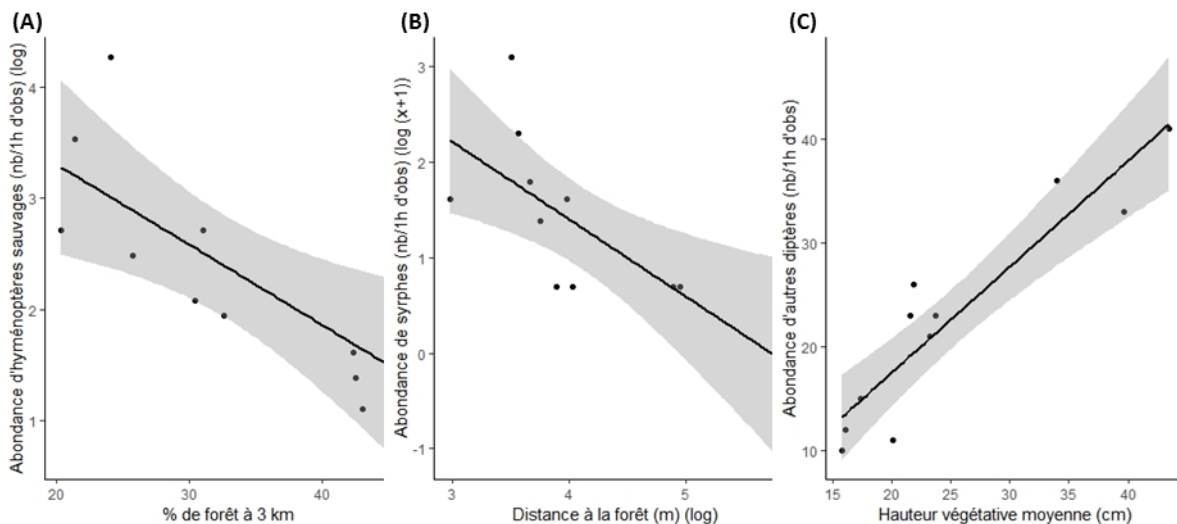 (A)
Abondance d'hyménoptères sauvages (nb/1h d'obs) (log)
4
3
2
1
20 30 40
% de forêt à 3 km
(B)
Abondance de syrphes (nb/1h d'obs) (log (x+1))
3
2
1
0
-1
3 4 5
Distance à la forêt (m) (log)
(C)
Abondance d'autres diptères (nb/1h d'obs)
40
30
20
10
15 20 25 30 35 40
Hauteur végétative moyenne (cm)